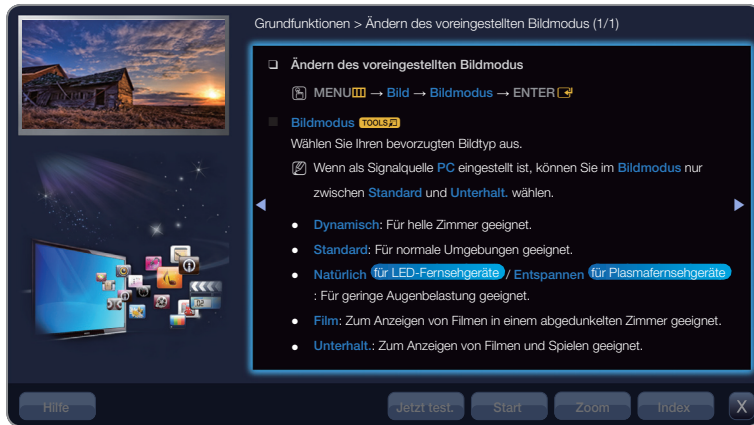 Grundfunktionen > Ändern des voreingestellten Bildmodus (1/1)
❑ Ändern des voreingestellten Bildmodus
MENU → Bild → Bildmodus → ENTER
■ Bildmodus TOOLS
Wählen Sie Ihren bevorzugten Bildtyp aus.
Wenn als Signalquelle PC eingestellt ist, können Sie im Bildmodus nur
zwischen Standard und Unterhalt. wählen.
● Dynamisch: Für helle Zimmer geeignet.
● Standard: Für normale Umgebungen geeignet.
● Natürlich für LED-Fernsehgeräte / Entspannen für Plasmafernsehgeräte
: Für geringe Augenbelastung geeignet.
● Film: Zum Anzeigen von Filmen in einem abgedunkelten Zimmer geeignet.
● Unterhalt.: Zum Anzeigen von Filmen und Spielen geeignet.
Hilfe Jetzt test. Start Zoom Index X